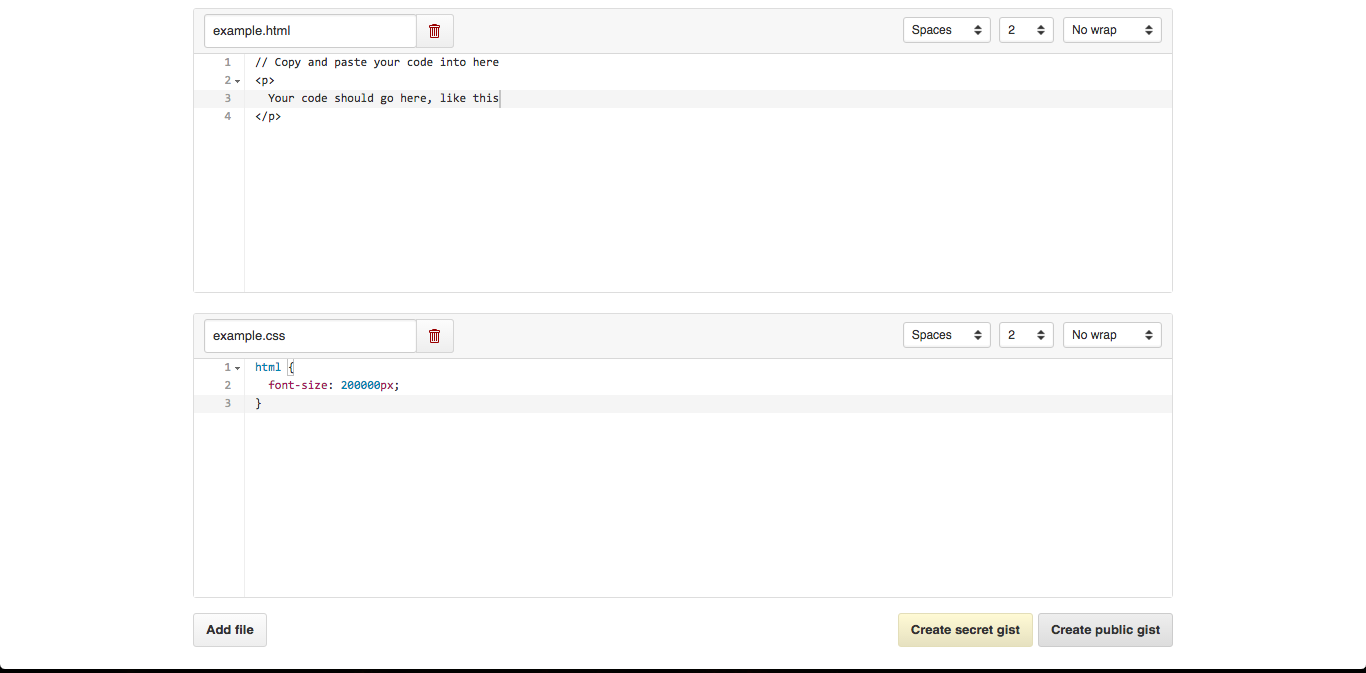 example.html
Spaces 2 No wrap
1 // Copy and paste your code into here
2 <p>
3 Your code should go here, like this
4 </p>
example.css
Spaces 2 No wrap
1 html {
2 font-size: 200000px;
3 }
Add file
Create secret gist
Create public gist